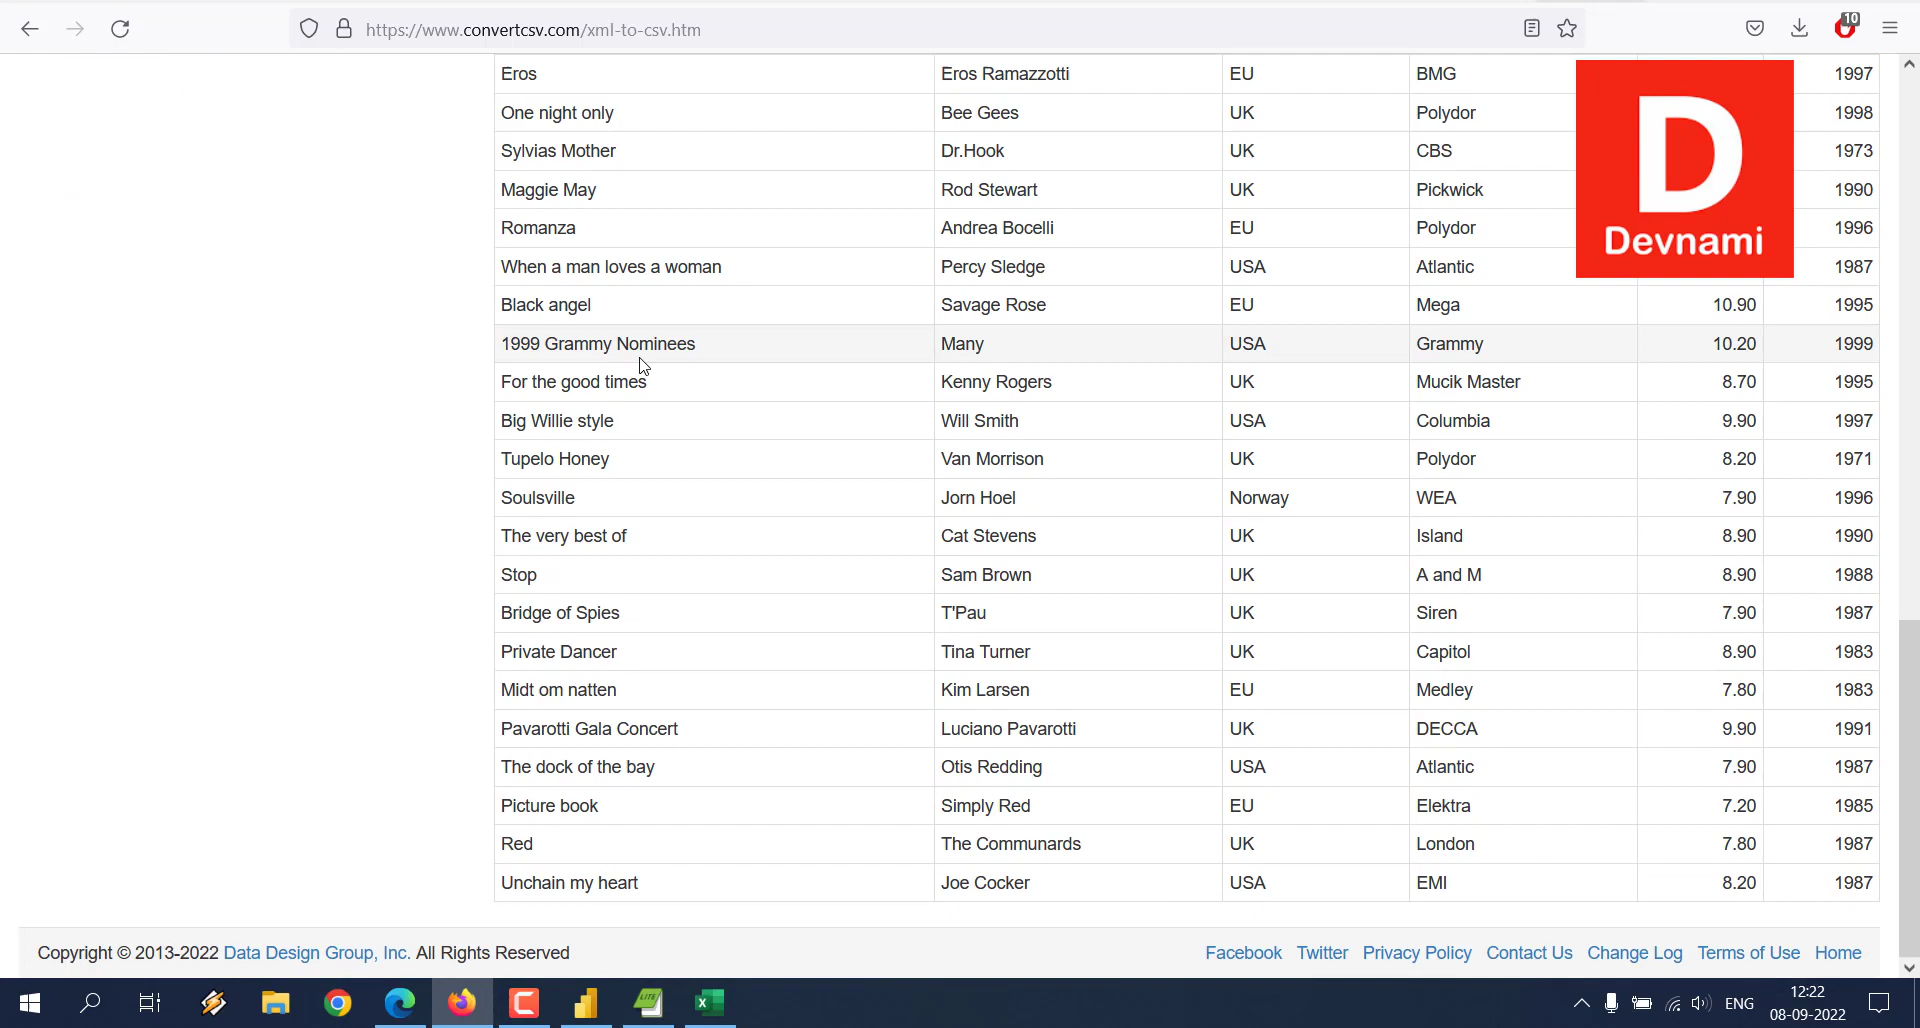 https://www.convertcsv.com/xml-to-csv.htm
10
Eros Eros Ramazzotti EU BMG 1997
One night only Bee Gees UK Polydor 1998
Sylvias Mother Dr.Hook UK CBS 1973
Maggie May Rod Stewart UK Pickwick 1990
Romanza Andrea Bocelli EU Polydor 1996
When a man loves a woman Percy Sledge USA Atlantic 1987
D
Devnami
Black angel Savage Rose EU Mega 10.90 1995
1999 Grammy Nominees Many USA Grammy 10.20 1999
For the good times Kenny Rogers UK Mucik Master 8.70 1995
Big Willie style Will Smith USA Columbia 9.90 1997
Tupelo Honey Van Morrison UK Polydor 8.20 1971
Soulsville Jorn Hoel Norway WEA 7.90 1996
The very best of Cat Stevens UK Island 8.90 1990
Stop Sam Brown UK A and M 8.90 1988
Bridge of Spies T'Pau UK Siren 7.90 1987
Private Dancer Tina Turner UK Capitol 8.90 1983
Midt om natten Kim Larsen EU Medley 7.80 1983
Pavarotti Gala Concert Luciano Pavarotti UK DECCA 9.90 1991
The dock of the bay Otis Redding USA Atlantic 7.90 1987
Picture book Simply Red EU Elektra 7.20 1985
Red The Communards UK London 7.80 1987
Unchain my heart Joe Cocker USA EMI 8.20 1987
Copyright © 2013-2022 Data Design Group, Inc. All Rights Reserved Facebook Twitter Privacy Policy Contact Us Change Log Terms of Use Home
LITE
ENG
12:22
08-09-2022